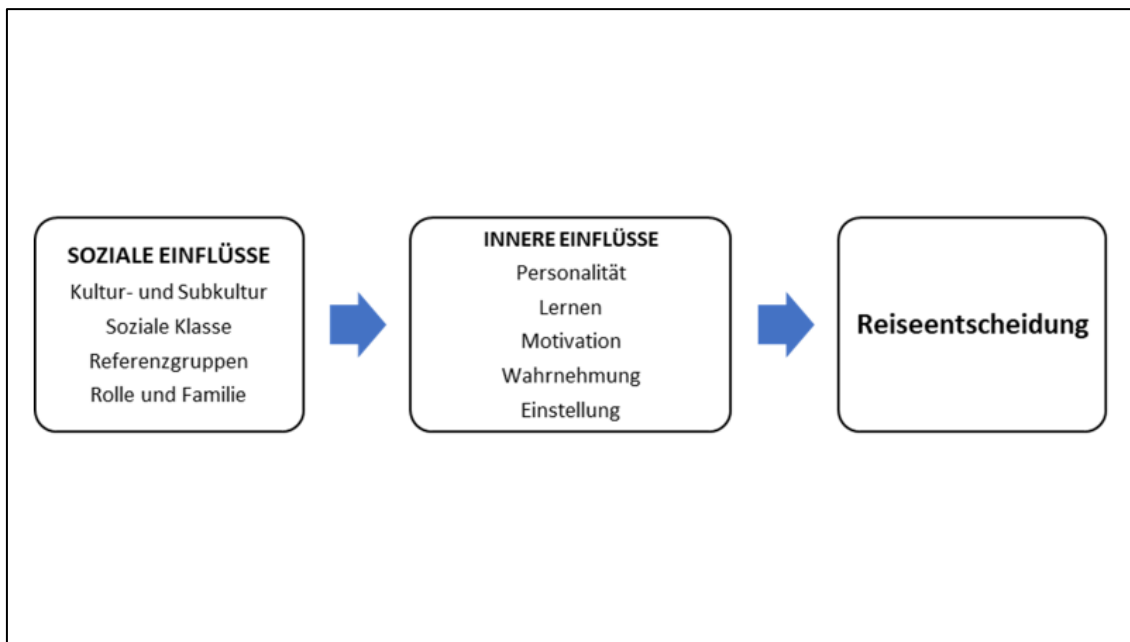 SOZIALE EINFLÜSSE
Kultur- und Subkultur
Soziale Klasse
Referenzgruppen
Rolle und Familie
INNERE EINFLÜSSE
Personalität
Lernen
Motivation
Wahrnehmung
Einstellung
Reiseentscheidung